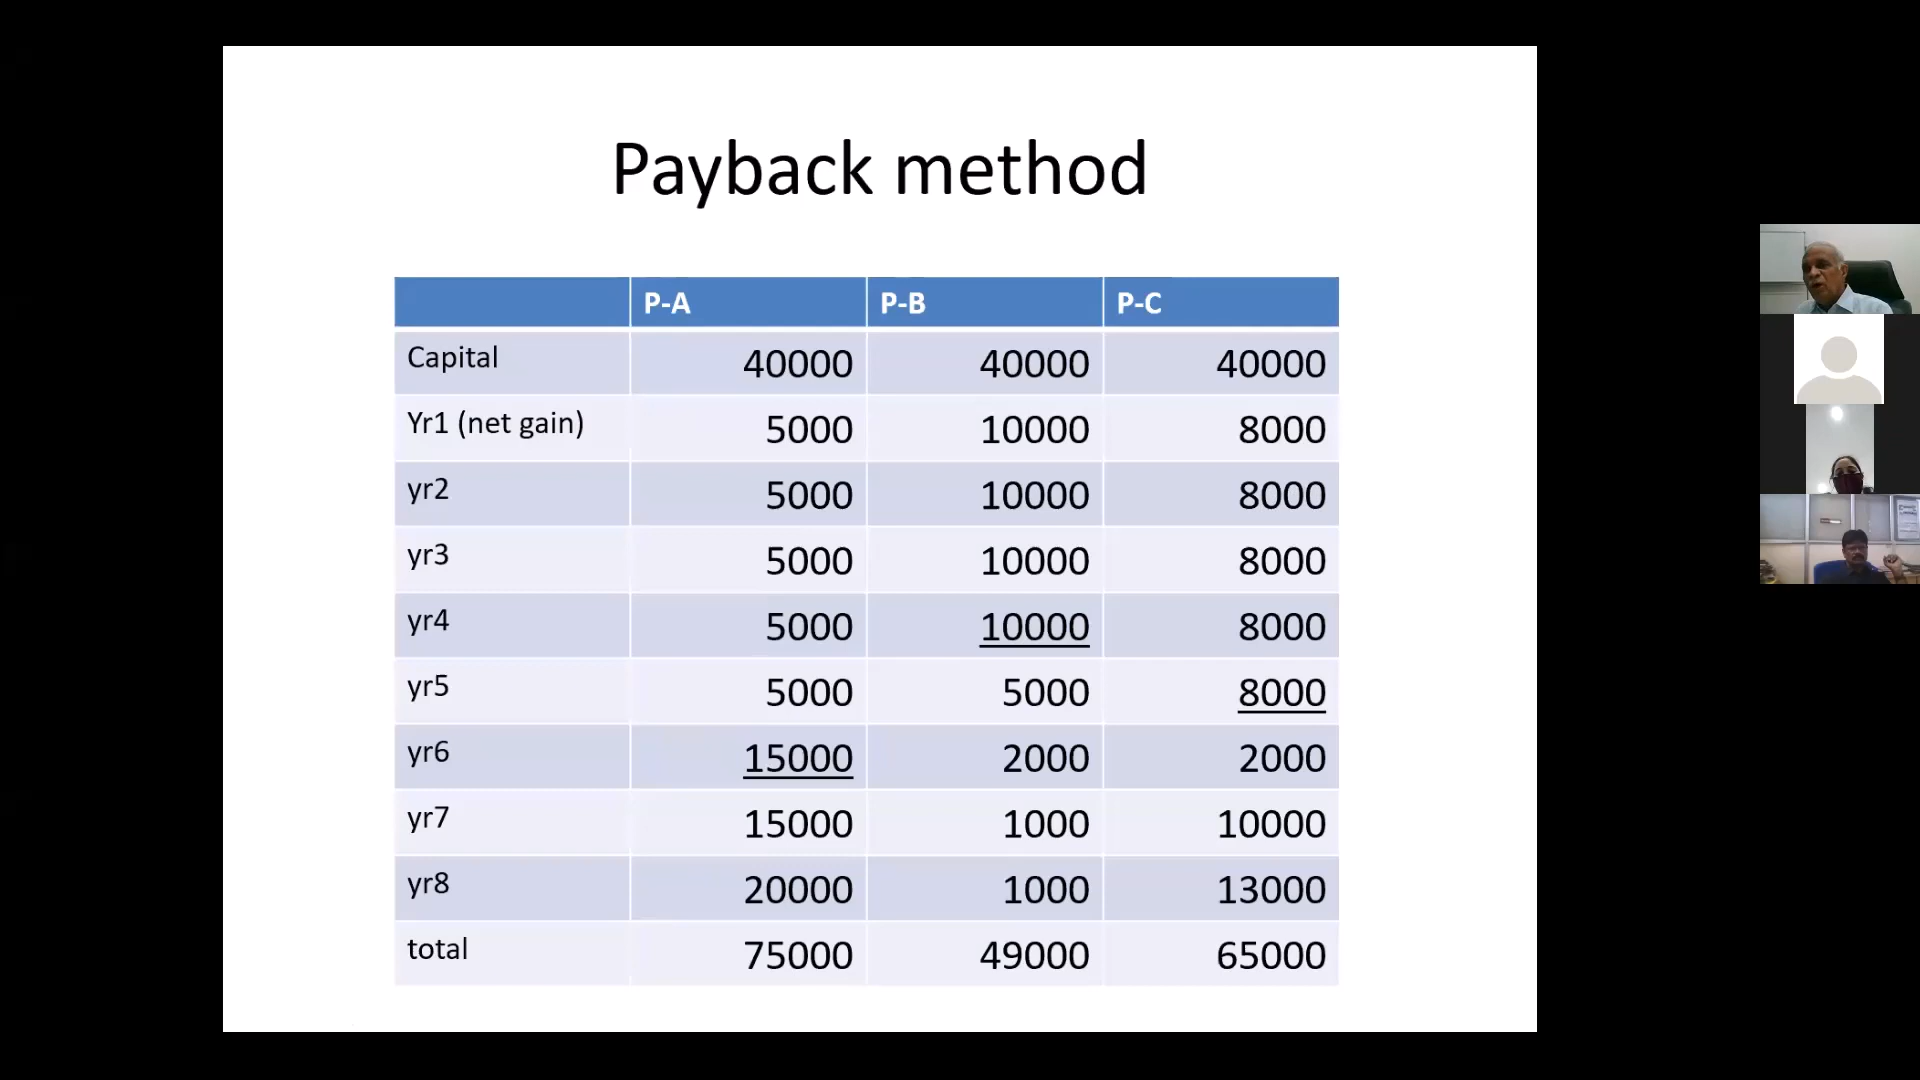 Payback method
P-A P-B P-C
Capital 40000 40000 40000
Yr1 (net gain) 5000 10000 8000
yr2 5000 10000 8000
yr3 5000 10000 8000
yr4 5000 10000 8000
yr5 5000 5000 8000
yr6 15000 2000 2000
yr7 15000 1000 10000
yr8 20000 1000 13000
total 75000 49000 65000